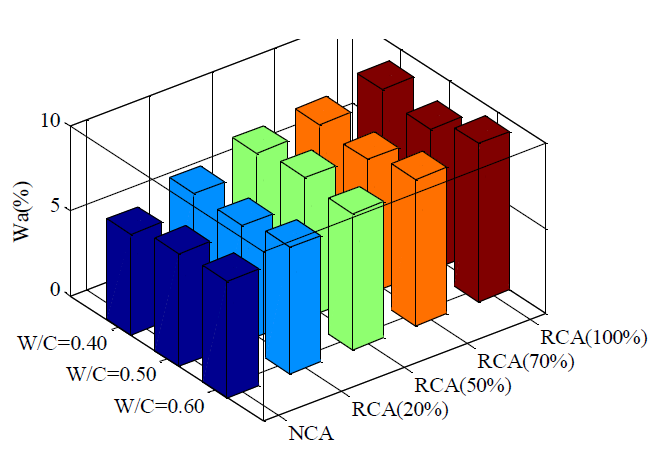 10
5
0
Wa(%)
W/C=0.40
W/C=0.50
W/C=0.60
NCA
RCA(20%)
RCA(50%)
RCA(70%)
RCA(100%)